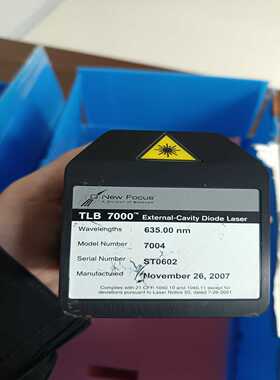 New Focus
A Division of Bookham
TLB 7000™ External-Cavity Diode Laser
Wavelengths 635.00 nm
Model Number 7004
Serial Number ST0602
Manufactured November 26, 2007
Complies with 21 CFR 1040.10 and 1040.11 except for
deviations pursuant to Laser Notice 50, dated 7-26-2001